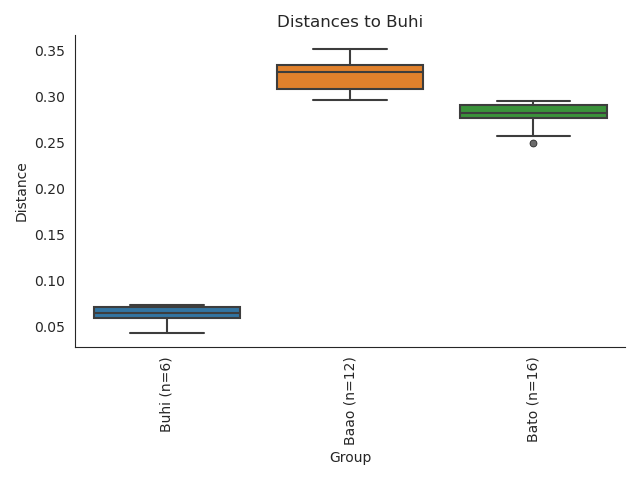 Distances to Buhi
Distance
0.35
0.30
0.25
0.20
0.15
0.10
0.05
Buhi (n=6)
Baao (n=12)
Bato (n=16)
Group